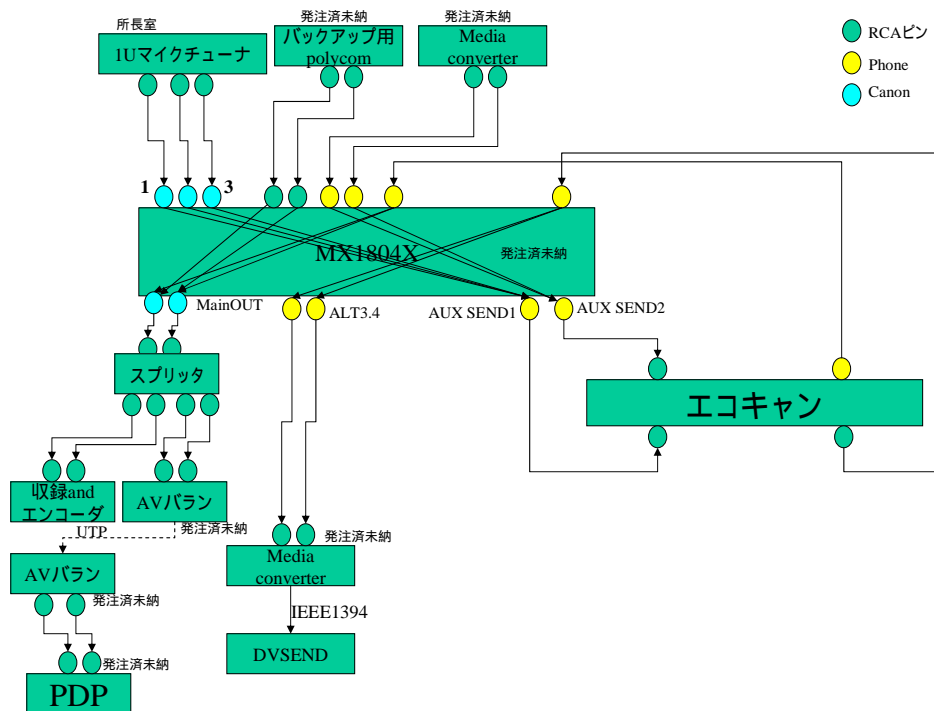 所長室
1Uマイクチューナ
発注済未納
バックアップ用
polycom
発注済未納
Media
converter
RCAピン
Phone
Canon
1
3
MX1804X
発注済未納
MainOUT
ALT3.4
AUX SEND1
AUX SEND2
スプリッタ
エコキャン
収録and
エンコーダ
AVバラン
発注済未納
UTP
AVバラン
発注済未納
発注済未納
Media
converter
IEEE1394
DVSEND
発注済未納
PDP